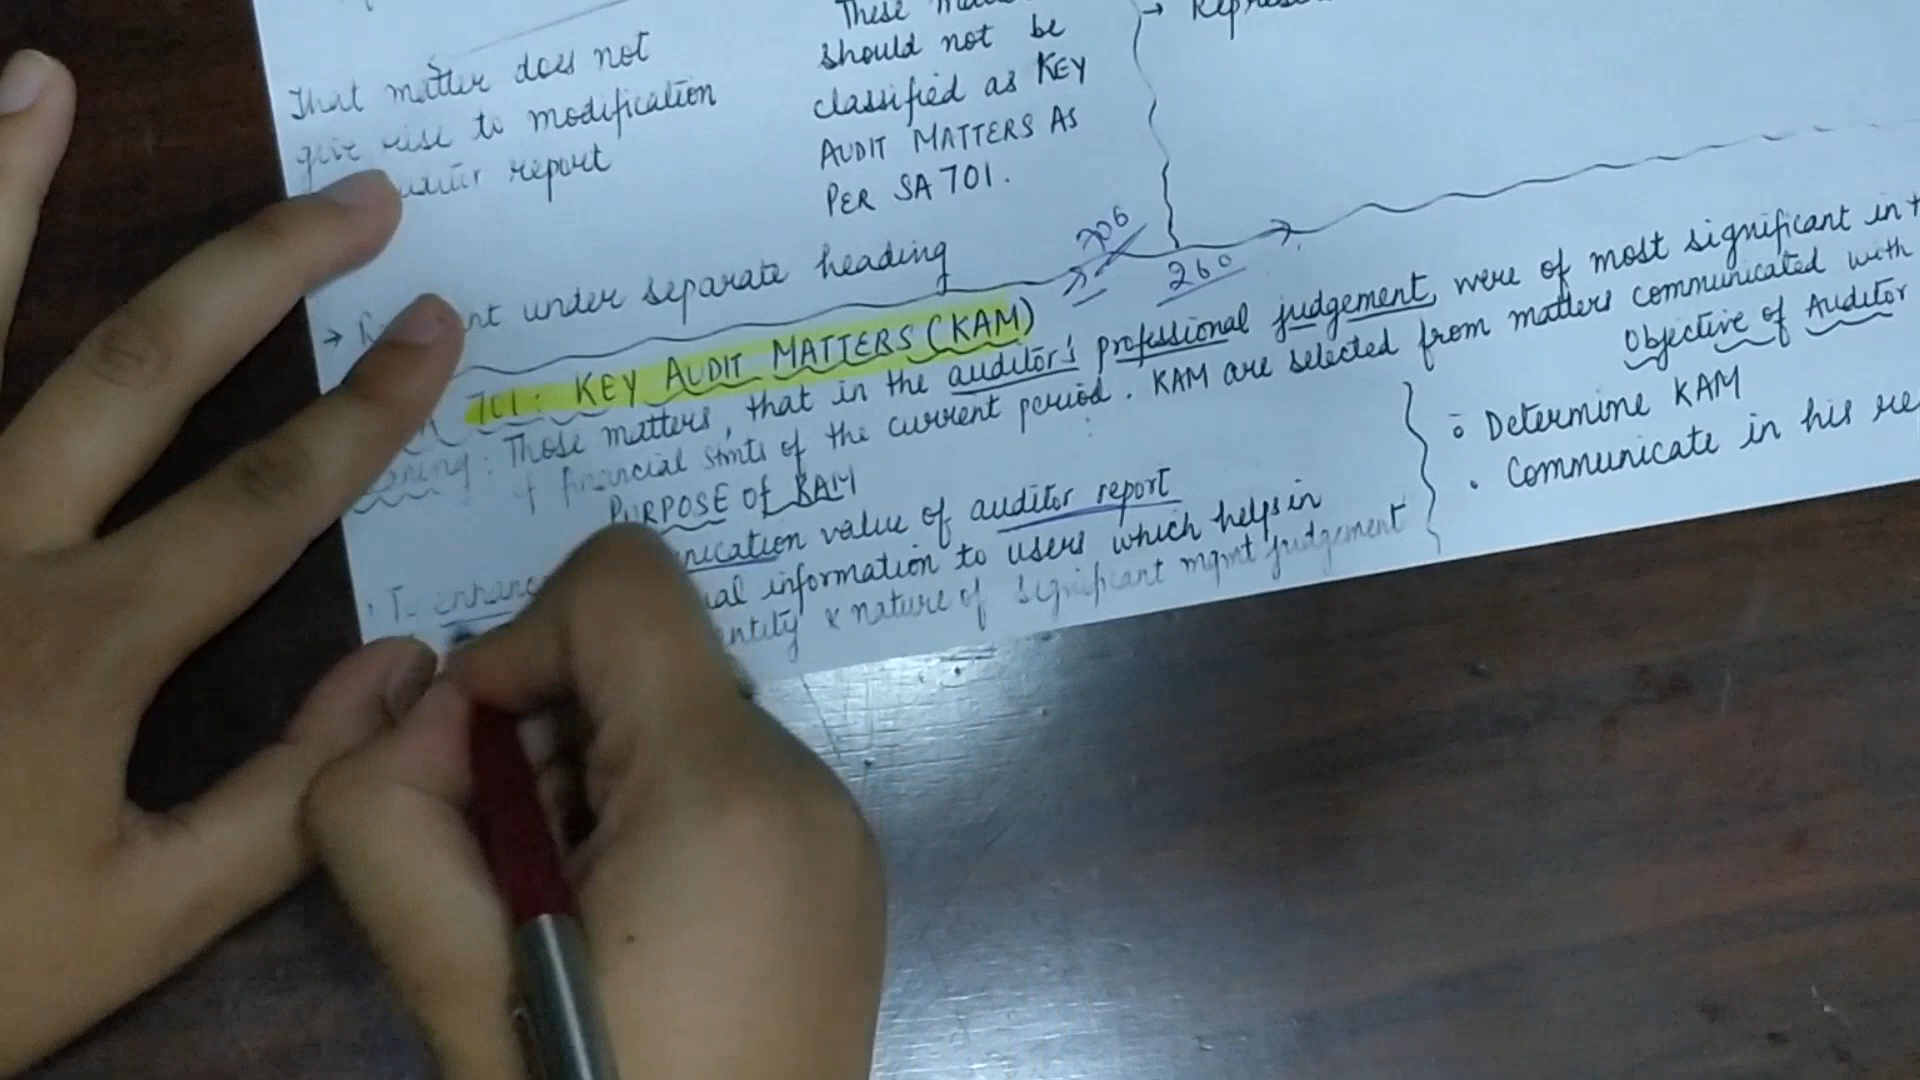 That matter does not
give rise to modification
report
These
should not be
classified as KEY
AUDIT MATTERS AS
PER SA 701.
→
→ under separate heading
706
260
701: KEY AUDIT MATTERS (KAM)
: Those matters, that in the auditor's professional judgement, were of most significant in
of financial stmts of the current period. KAM are selected from matters communicated with
PURPOSE OF KAM
value of auditor report
information to users which helps in
entity & nature of significant mgmt judgement
Objective of Auditor
• Determine KAM
• Communicate in his